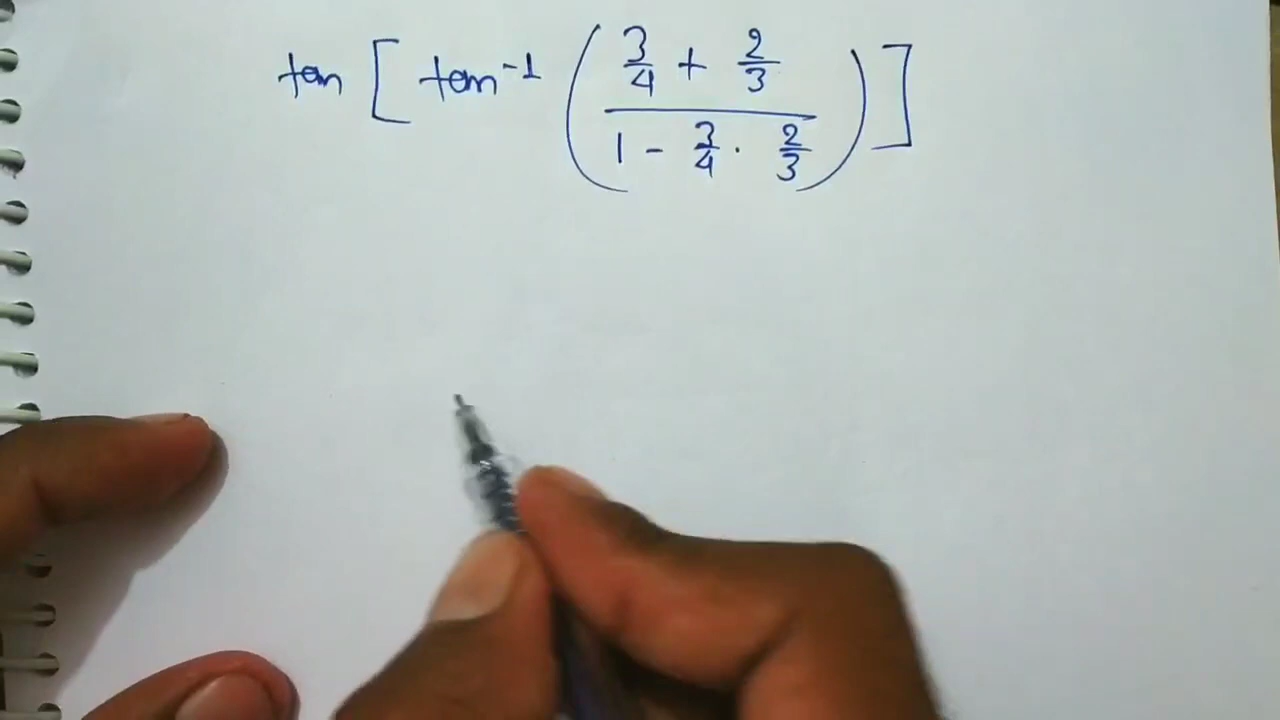 tan [ tan⁻¹ ( (3/4 + 2/3) / (1 - 3/4 · 2/3) ) ]